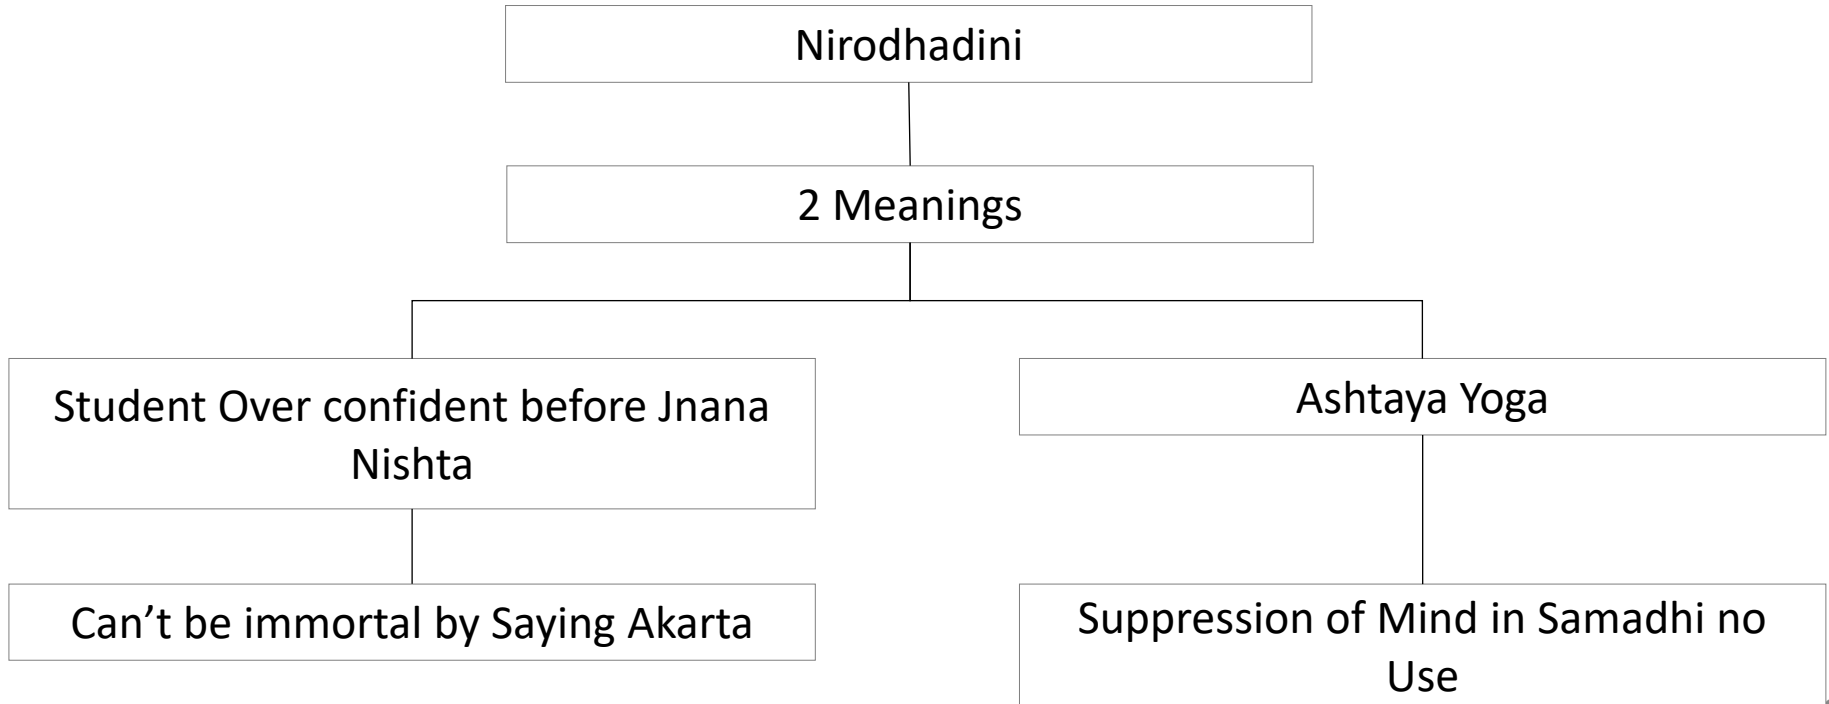 Nirodhadini
2 Meanings
Student Over confident before Jnana
Nishta
Ashtaya Yoga
Can’t be immortal by Saying Akarta
Suppression of Mind in Samadhi no
Use